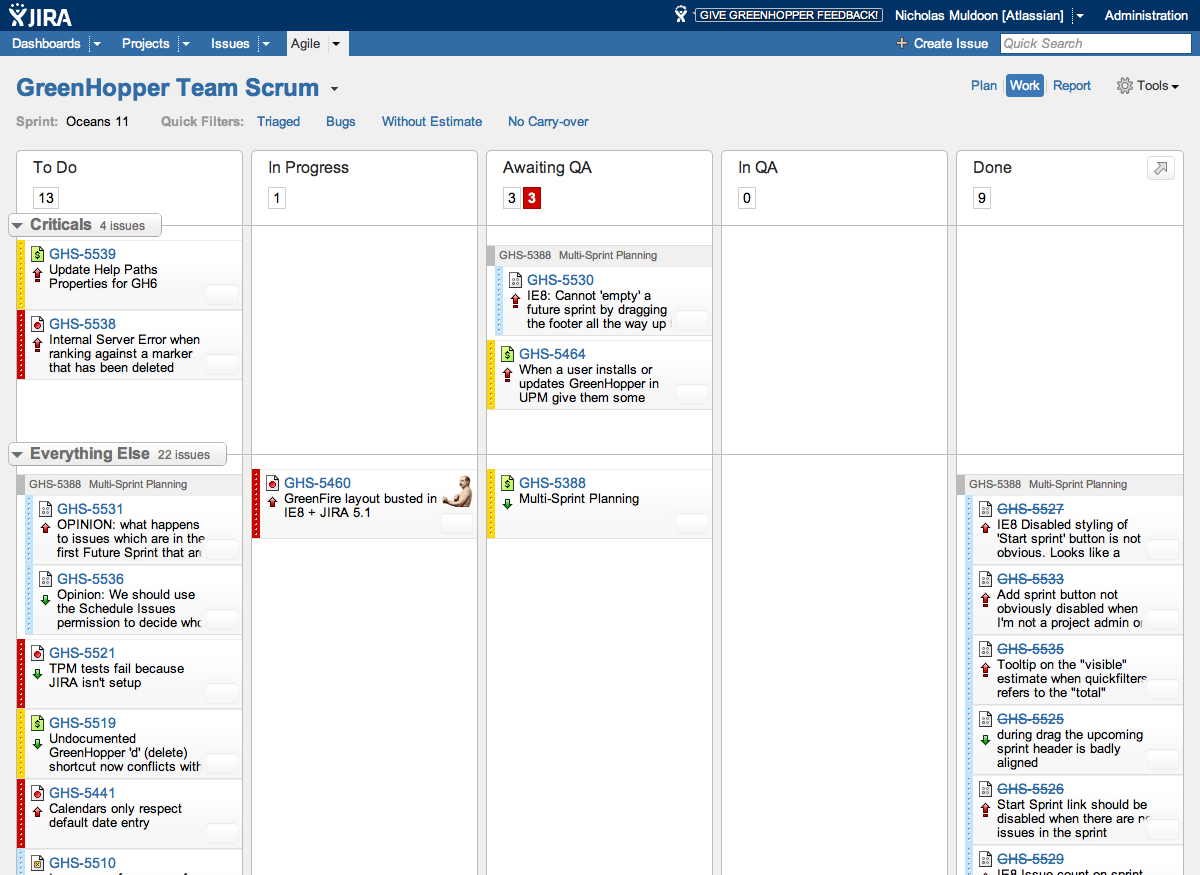 JIRA
GIVE GREENHOPPER FEEDBACK!
Nicholas Muldoon [Atlassian]
Administration
Dashboards
Projects
Issues
Agile
Create Issue
Quick Search
GreenHopper Team Scrum
Plan
Work
Report
Tools
Sprint: Oceans 11
Quick Filters:
Triaged
Bugs
Without Estimate
No Carry-over
To Do
13
In Progress
1
Awaiting QA
3 3
In QA
0
Done
9
Criticals 4 issues
GHS-5539
Update Help Paths
Properties for GH6
GHS-5538
Internal Server Error when
ranking against a marker
that has been deleted
GHS-5388 Multi-Sprint Planning
GHS-5530
IE8: Cannot 'empty' a
future sprint by dragging
the footer all the way up
GHS-5464
When a user installs or
updates GreenHopper in
UPM give them some
Everything Else 22 issues
GHS-5388 Multi-Sprint Planning
GHS-5531
OPINION: what happens
to issues which are in the
first Future Sprint that
GHS-5536
Opinion: We should use
the Schedule Issues
permission to decide
GHS-5521
TPM tests fail because
JIRA isn't setup
GHS-5519
Undocumented
GreenHopper 'd' (delete)
shortcut now conflicts with
GHS-5441
Calendars only respect
default date entry
GHS-5510
GHS-5460
GreenFire layout busted in
IE8 + JIRA 5.1
GHS-5388
Multi-Sprint Planning
GHS-5388 Multi-Sprint Planning
GHS-5527
IE8 Disabled styling of
'Start sprint' button is not
obvious. Looks like a
GHS-5533
Add sprint button not
obviously disabled when
I'm not a project admin or
GHS-5535
Tooltip on the "visible"
estimate when quickfilters
refers to the "total"
GHS-5525
during drag the upcoming
sprint header is badly
aligned
GHS-5526
Start Sprint link should be
disabled when there are no
issues in the sprint
GHS-5529
IE8 Issue count on sprint